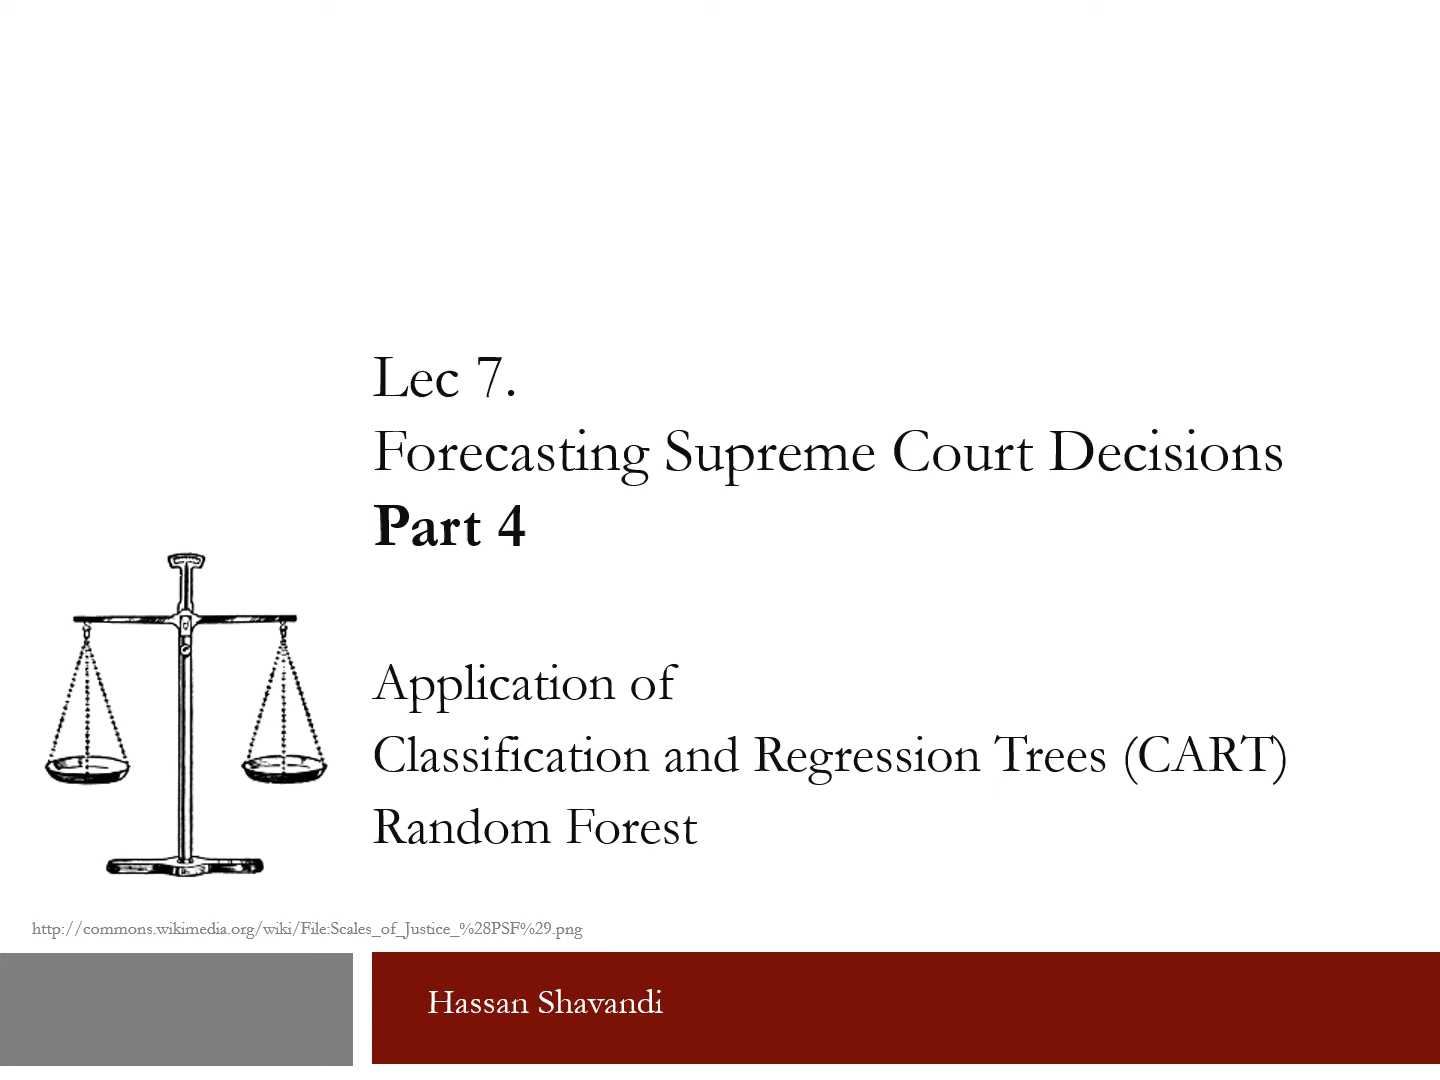 Lec 7.
Forecasting Supreme Court Decisions
Part 4
Application of
Classification and Regression Trees (CART)
Random Forest
http://commons.wikimedia.org/wiki/File:Scales_of_Justice_%28PSF%29.png
Hassan Shavandi